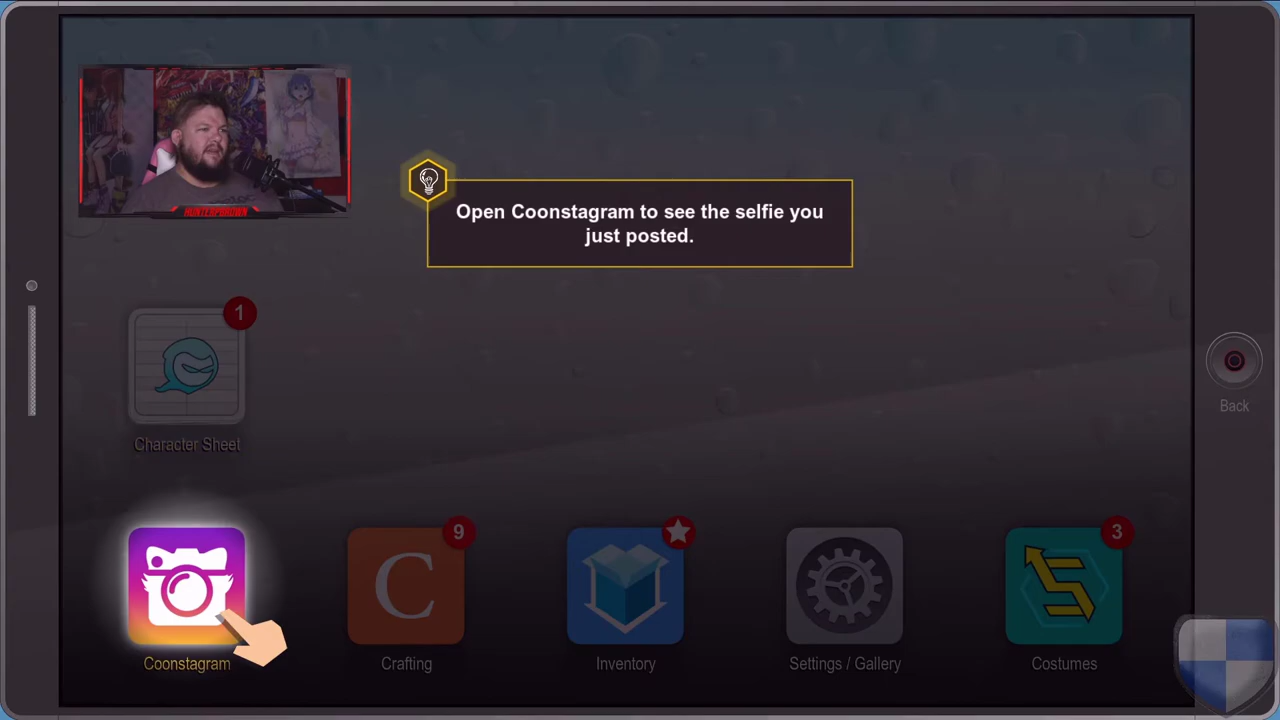 HUNTERPBROWN
Open Coonstagram to see the selfie you
just posted.
1
Character Sheet
Back
9
3
C
Coonstagram
Crafting
Inventory
Settings / Gallery
Costumes